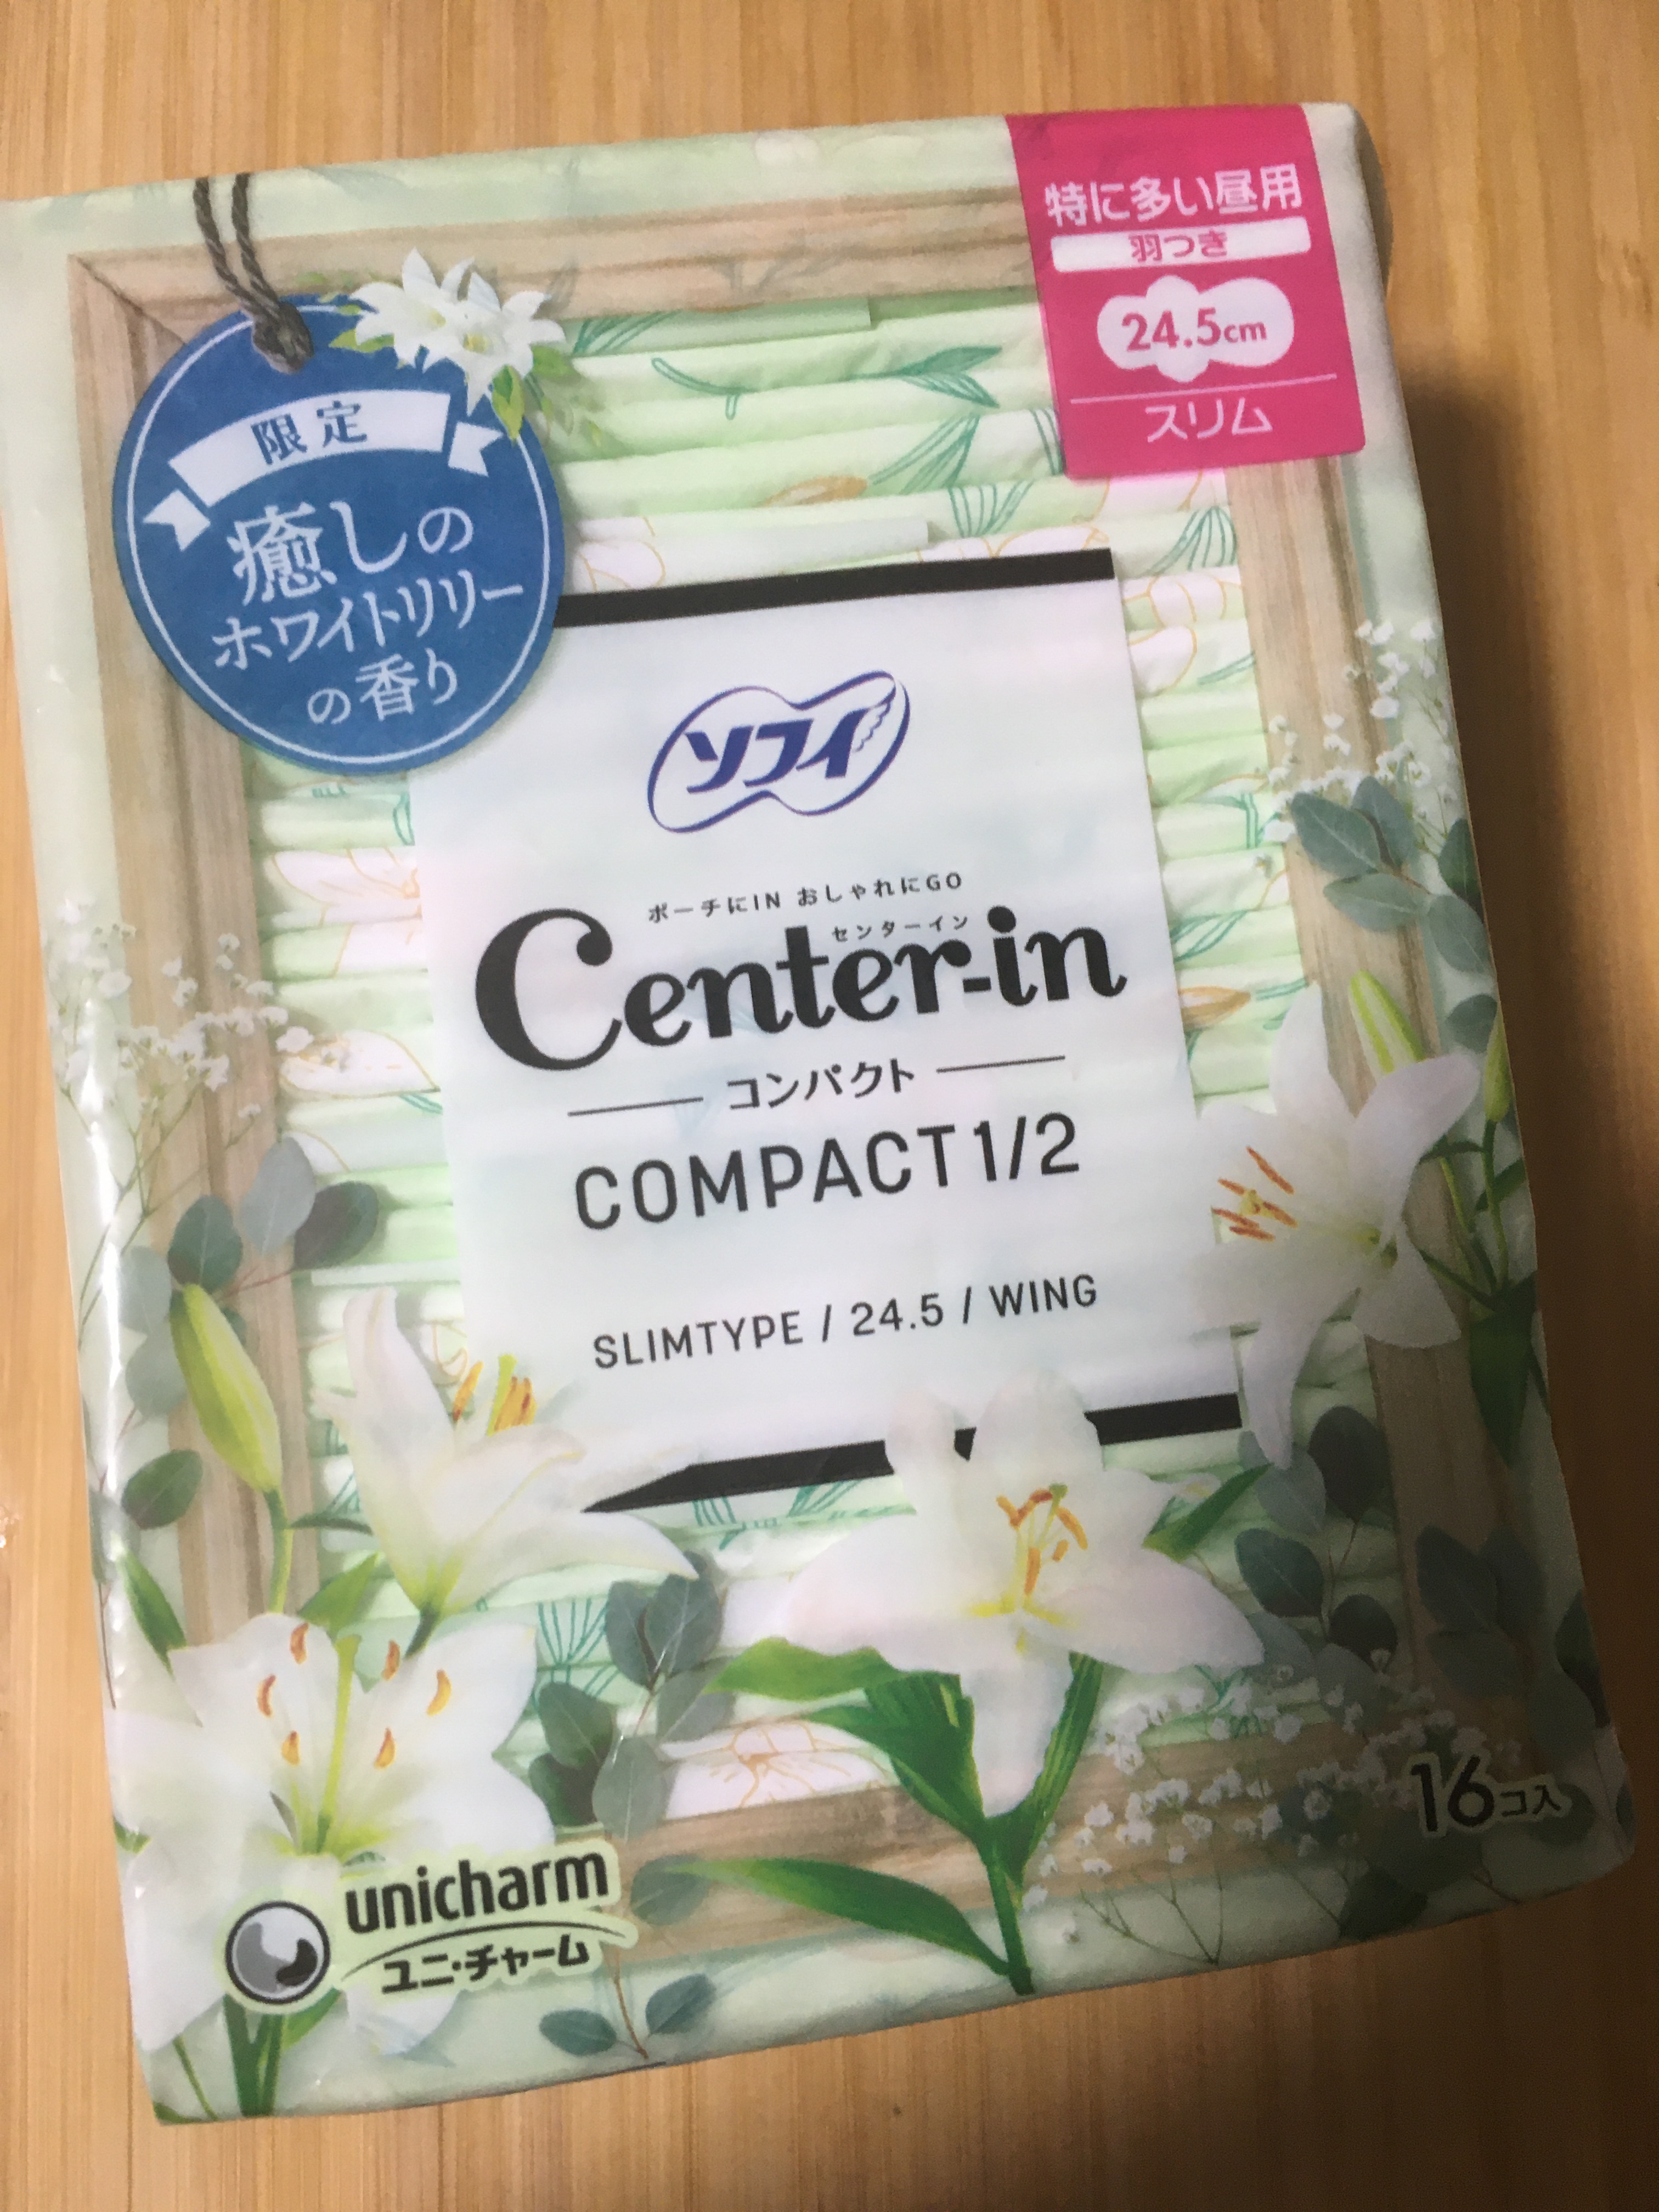 特に多い昼用
羽つき
24.5cm
スリム
限定
癒しの
ホワイトリリー
の香り
ソフィ
ポーチにIN おしゃれにGO
センターイン
Center-in
コンパクト
COMPACT 1/2
SLIMTYPE / 24.5 / WING
16コ入
unicharm
ユニ・チャーム